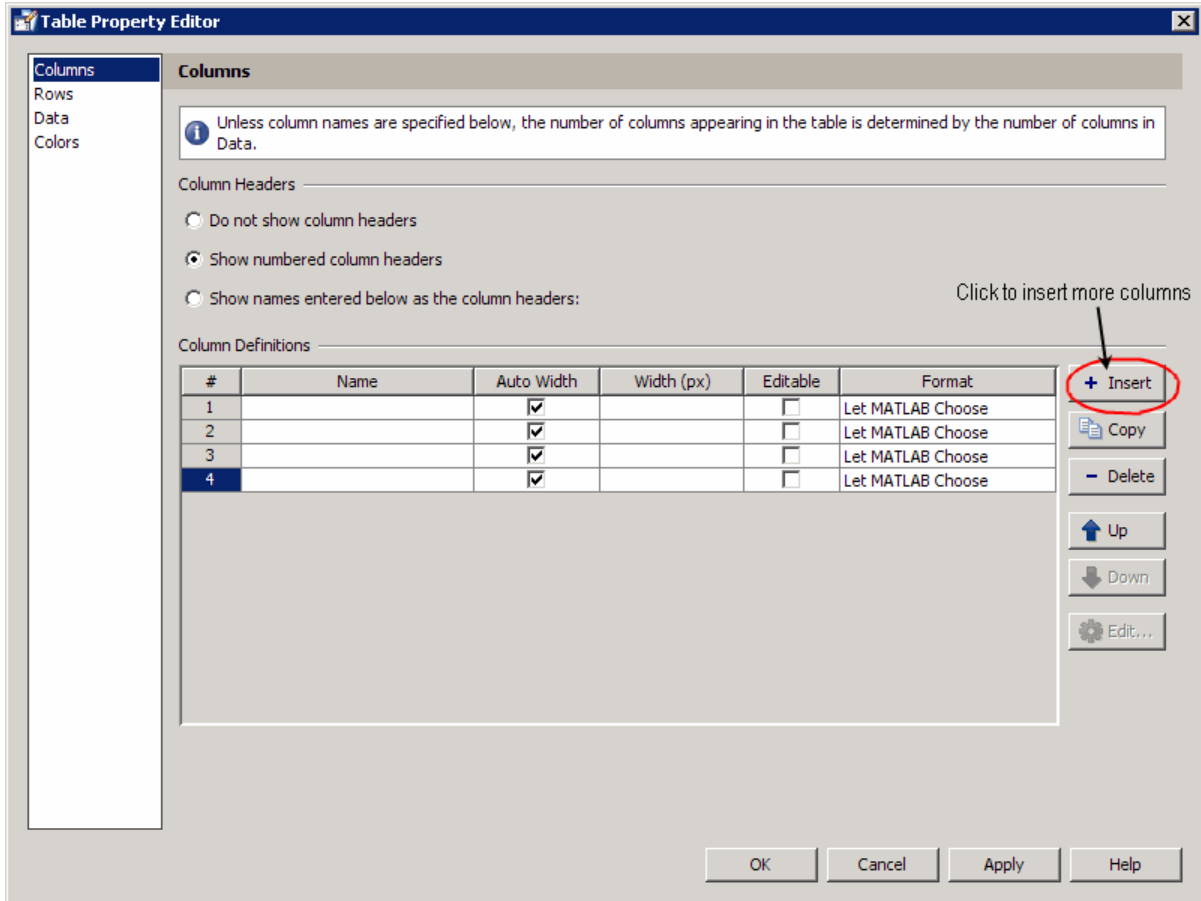 Table Property Editor
Columns
Rows
Data
Colors
Columns
Unless column names are specified below, the number of columns appearing in the table is determined by the number of columns in
Data.
Column Headers
Do not show column headers
Show numbered column headers
Show names entered below as the column headers:
Click to insert more columns
Column Definitions
# Name Auto Width Width (px) Editable Format
1 Let MATLAB Choose
2 Let MATLAB Choose
3 Let MATLAB Choose
4 Let MATLAB Choose
+ Insert
Copy
- Delete
Up
Down
Edit...
OK Cancel Apply Help